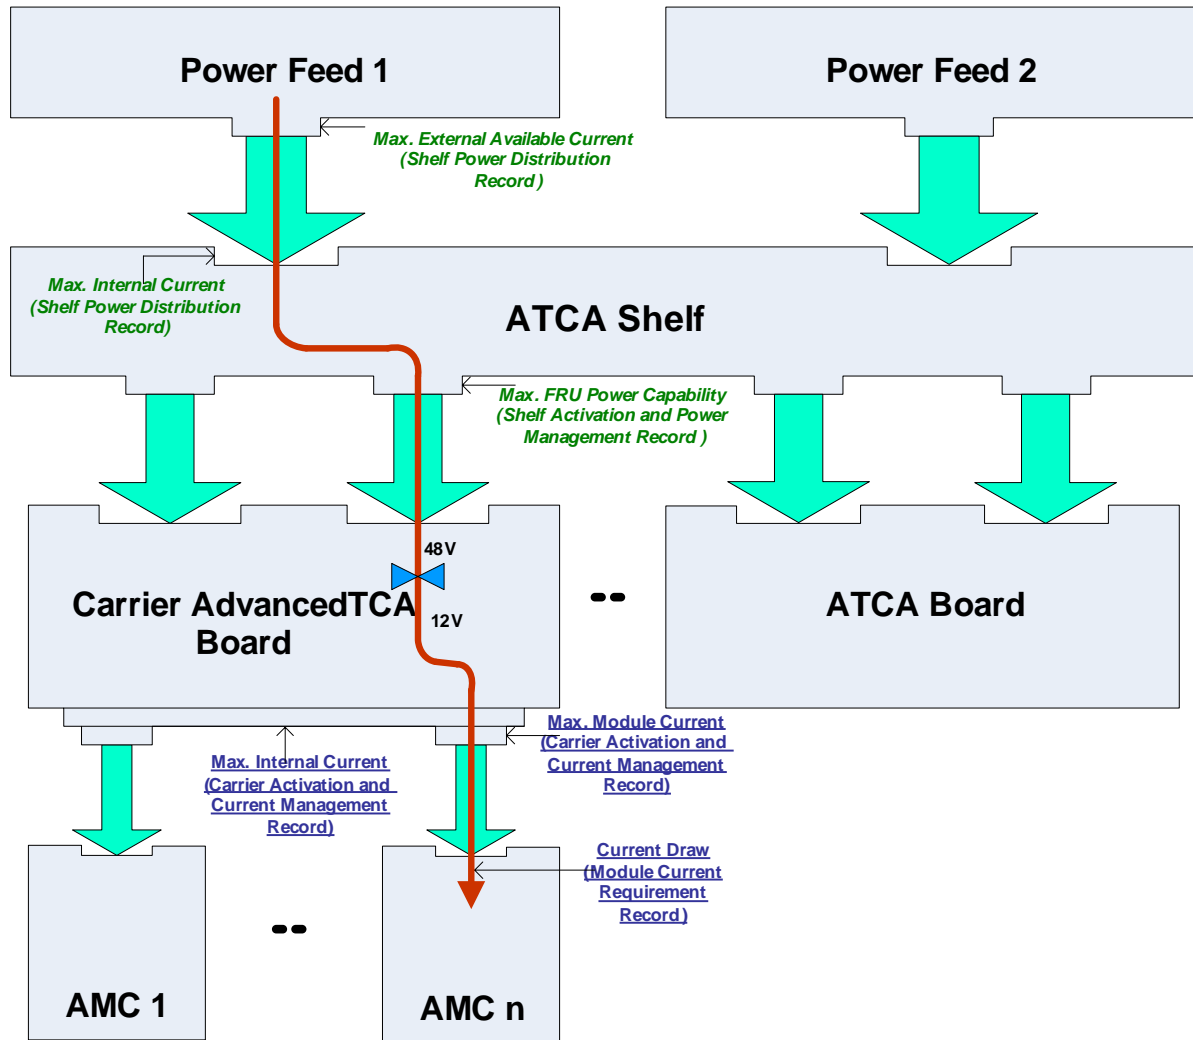 Power Feed 1
Power Feed 2
Max. External Available Current
(Shelf Power Distribution
Record )
Max. Internal Current
(Shelf Power Distribution
Record)
ATCA Shelf
Max. FRU Power Capability
(Shelf Activation and Power
Management Record )
48V
Carrier AdvancedTCA
Board
12V
--
ATCA Board
Max. Module Current
(Carrier Activation and
Current Management
Record)
Max. Internal Current
(Carrier Activation and
Current Management
Record)
Current Draw
(Module Current
Requirement
Record)
--
AMC 1
AMC n